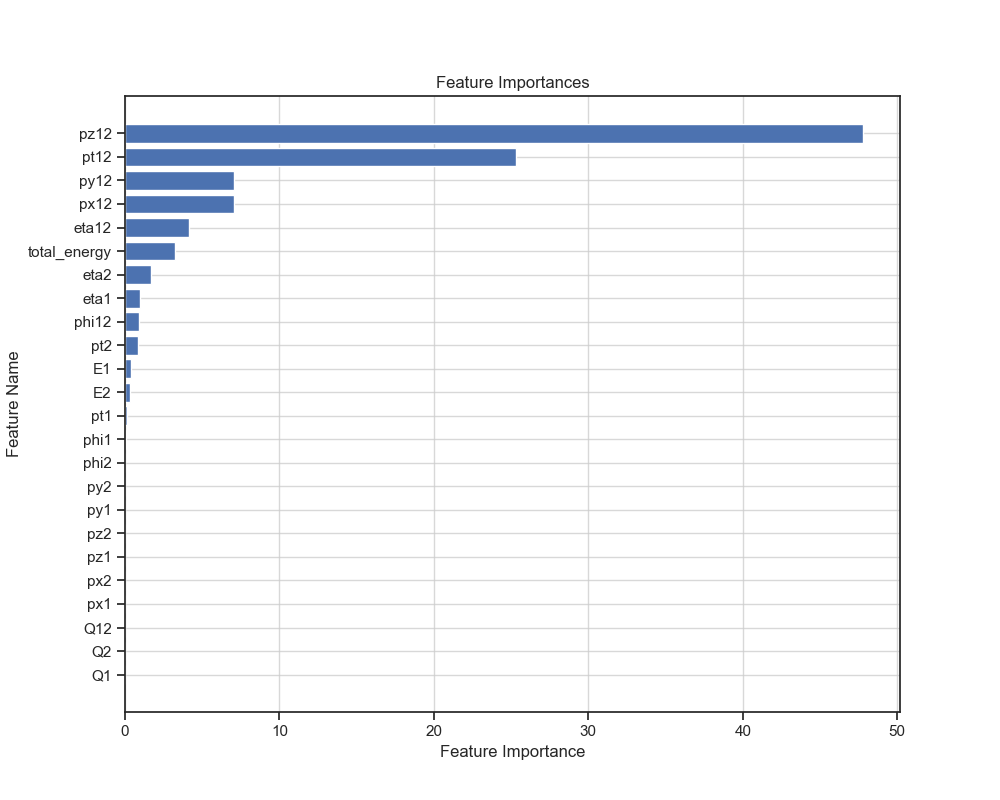 Feature Importances
Feature Name
pz12
pt12
py12
px12
eta12
total_energy
eta2
eta1
phi12
pt2
E1
E2
pt1
phi1
phi2
py2
py1
pz2
pz1
px2
px1
Q12
Q2
Q1
0 10 20 30 40 50
Feature Importance